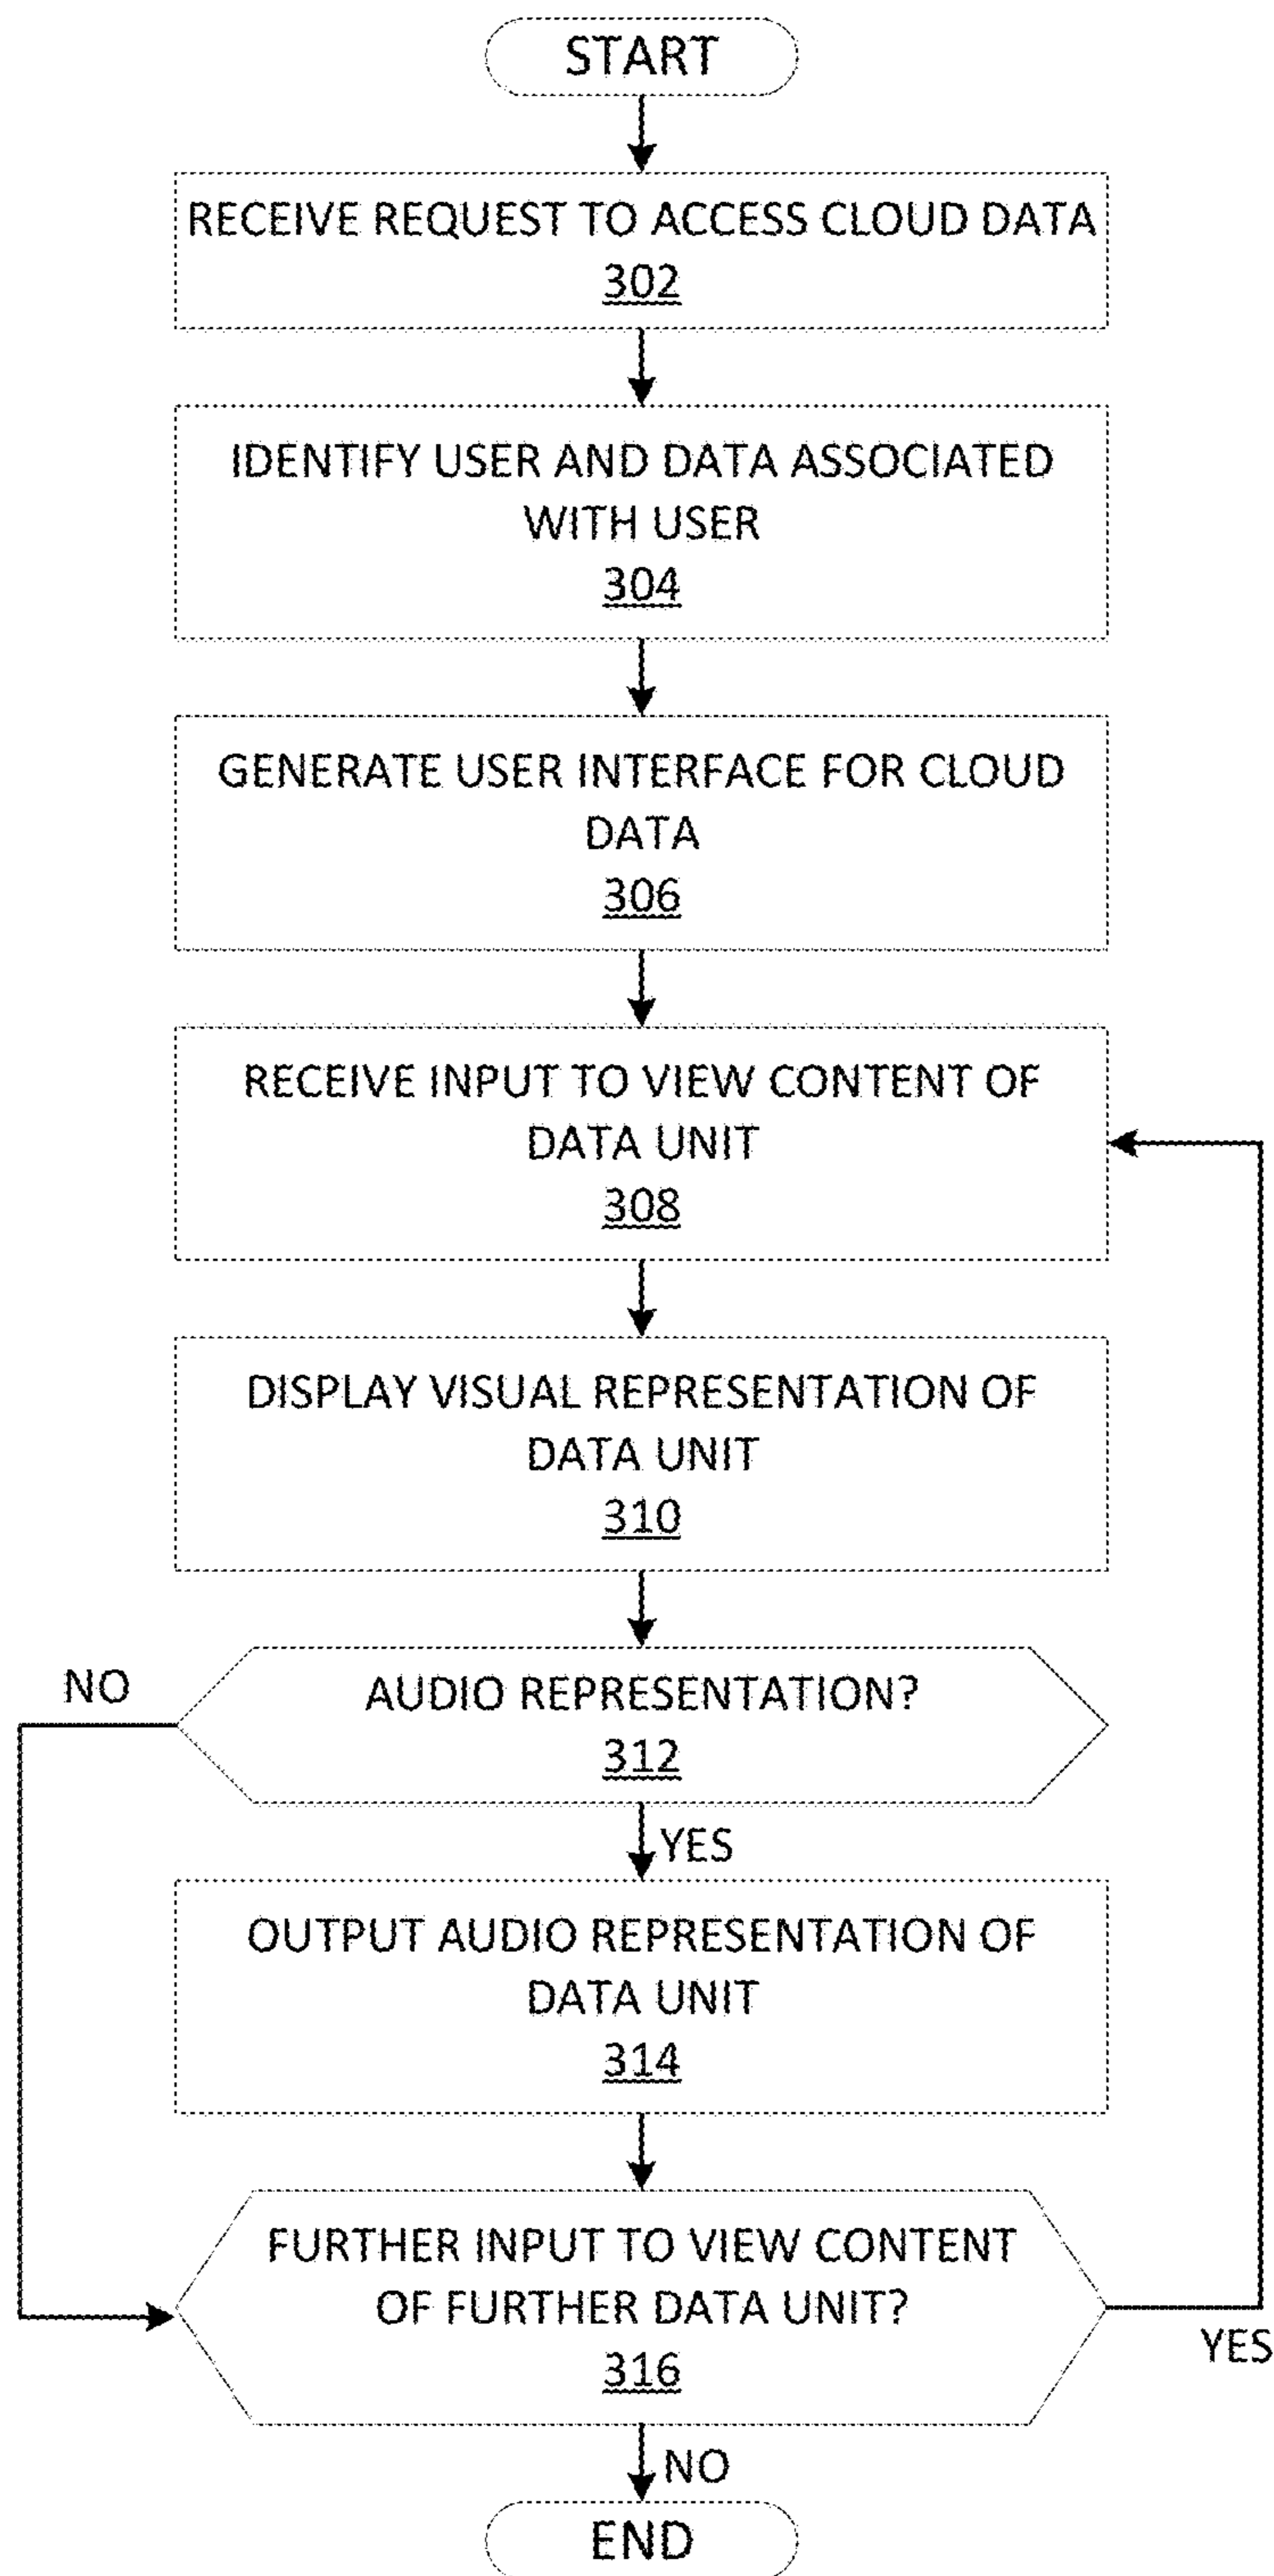 START
RECEIVE REQUEST TO ACCESS CLOUD DATA
302
IDENTIFY USER AND DATA ASSOCIATED
WITH USER
304
GENERATE USER INTERFACE FOR CLOUD
DATA
306
RECEIVE INPUT TO VIEW CONTENT OF
DATA UNIT
308
DISPLAY VISUAL REPRESENTATION OF
DATA UNIT
310
NO
AUDIO REPRESENTATION?
312
YES
OUTPUT AUDIO REPRESENTATION OF
DATA UNIT
314
FURTHER INPUT TO VIEW CONTENT
OF FURTHER DATA UNIT?
316
YES
NO
END